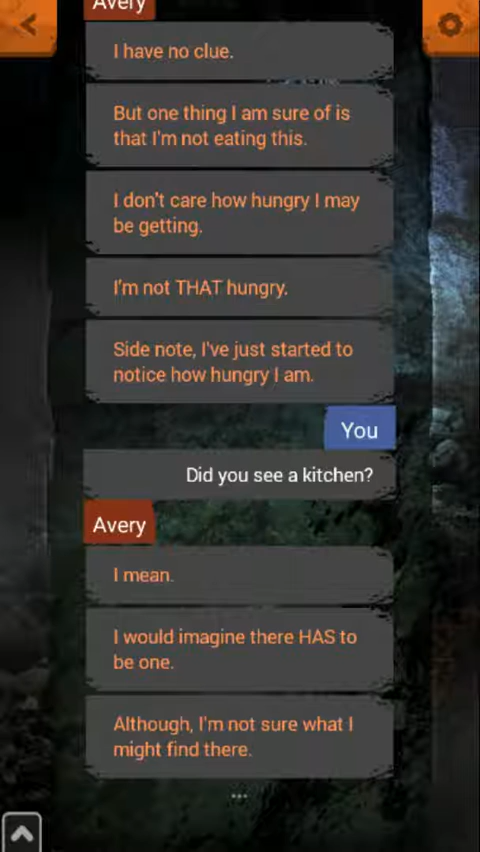 Avery
I have no clue.
But one thing I am sure of is
that I'm not eating this.
I don't care how hungry I may
be getting.
I'm not THAT hungry.
Side note, I've just started to
notice how hungry I am.
You
Did you see a kitchen?
Avery
I mean.
I would imagine there HAS to
be one.
Although, I'm not sure what I
might find there.
...